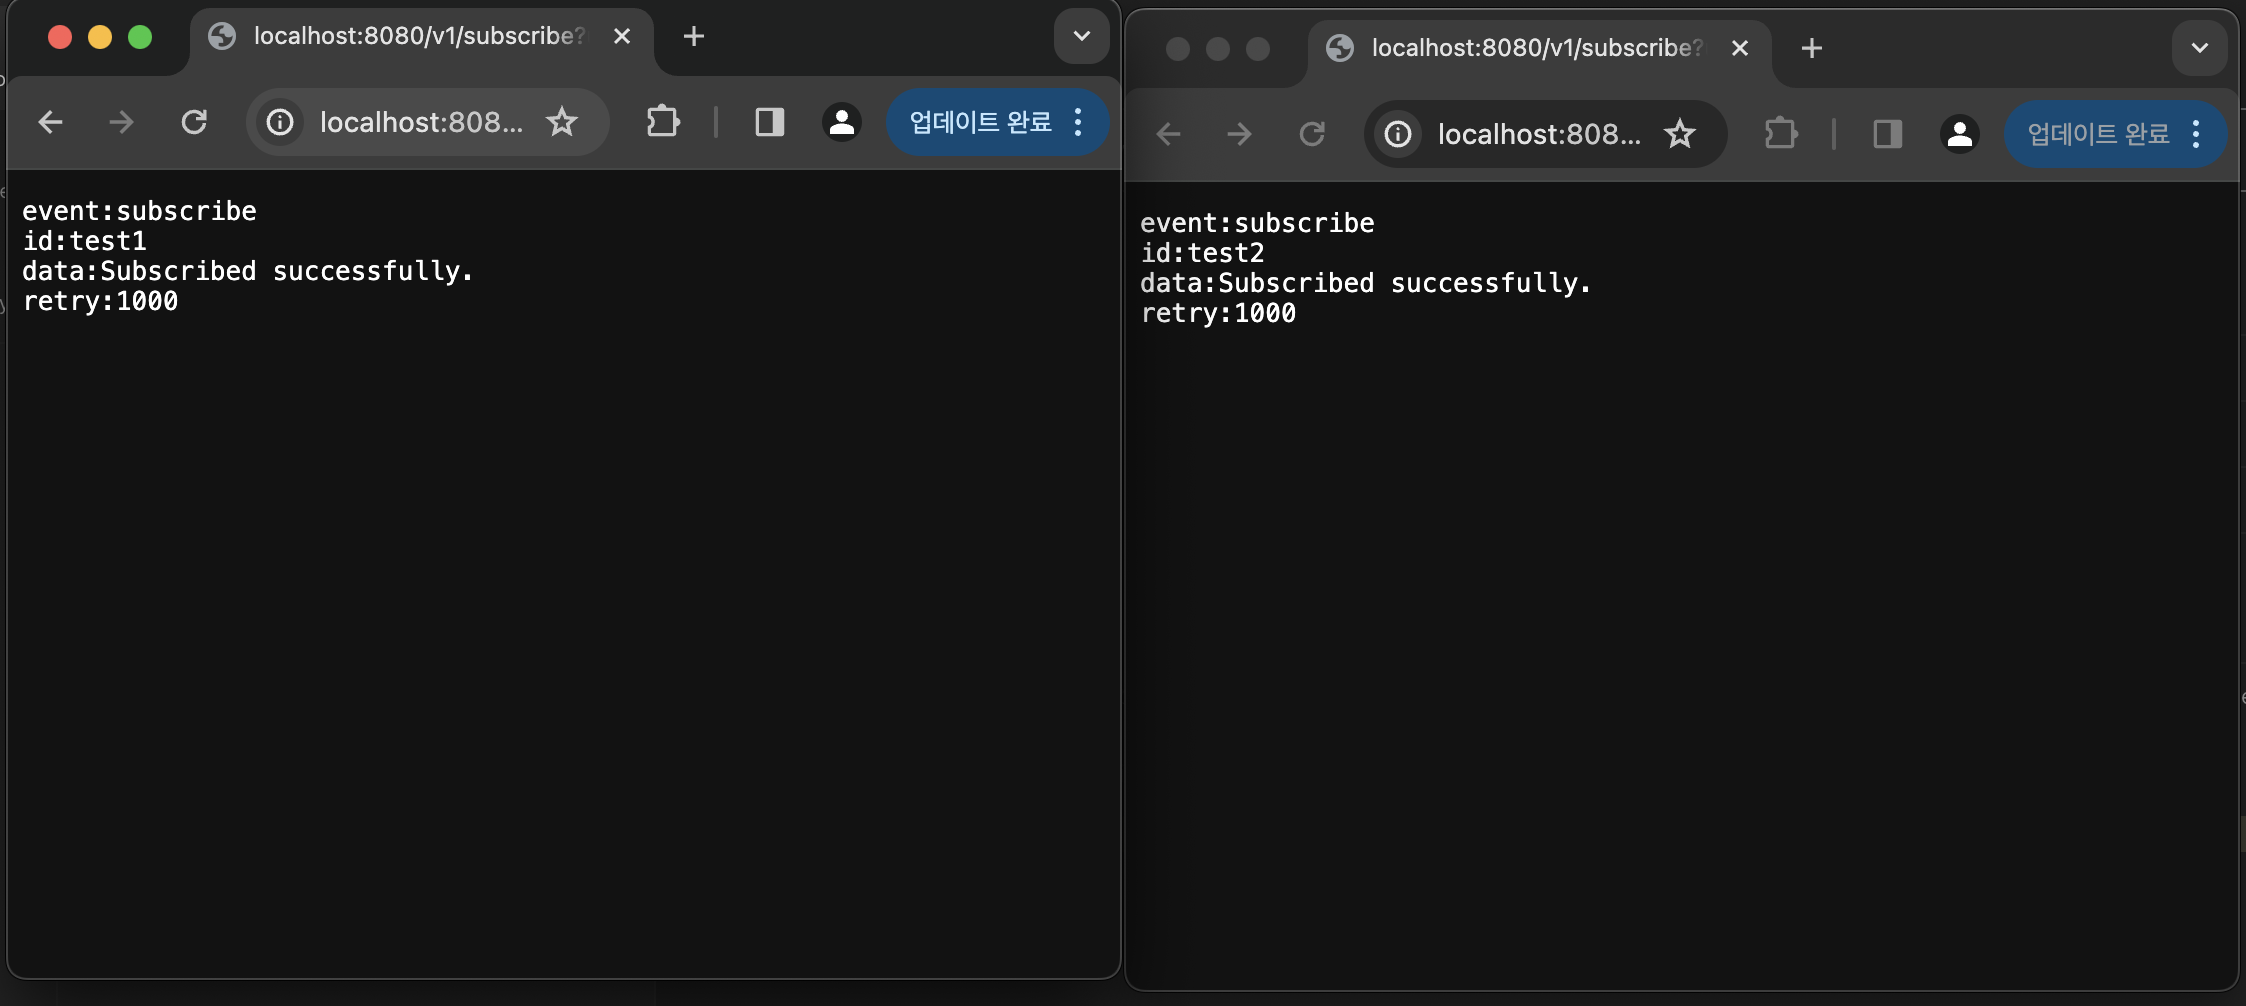 localhost:8080/v1/subscribe?
localhost:808...
업데이트 완료
event:subscribe
id:test1
data:Subscribed successfully.
retry:1000
localhost:8080/v1/subscribe?
localhost:808...
업데이트 완료
event:subscribe
id:test2
data:Subscribed successfully.
retry:1000